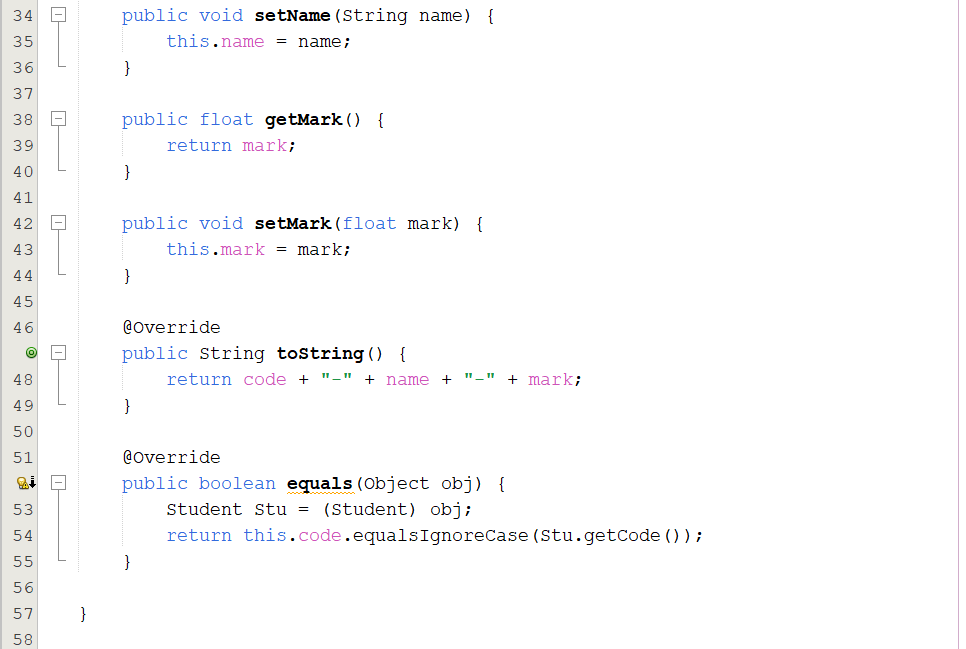 34 public void setName(String name) {
35 this.name = name;
36 }
37
38 public float getMark() {
39 return mark;
40 }
41
42 public void setMark(float mark) {
43 this.mark = mark;
44 }
45
46 @Override
public String toString() {
48 return code + "-" + name + "-" + mark;
49 }
50
51 @Override
public boolean equals(Object obj) {
53 Student Stu = (Student) obj;
54 return this.code.equalsIgnoreCase(Stu.getCode());
55 }
56
57 }
58